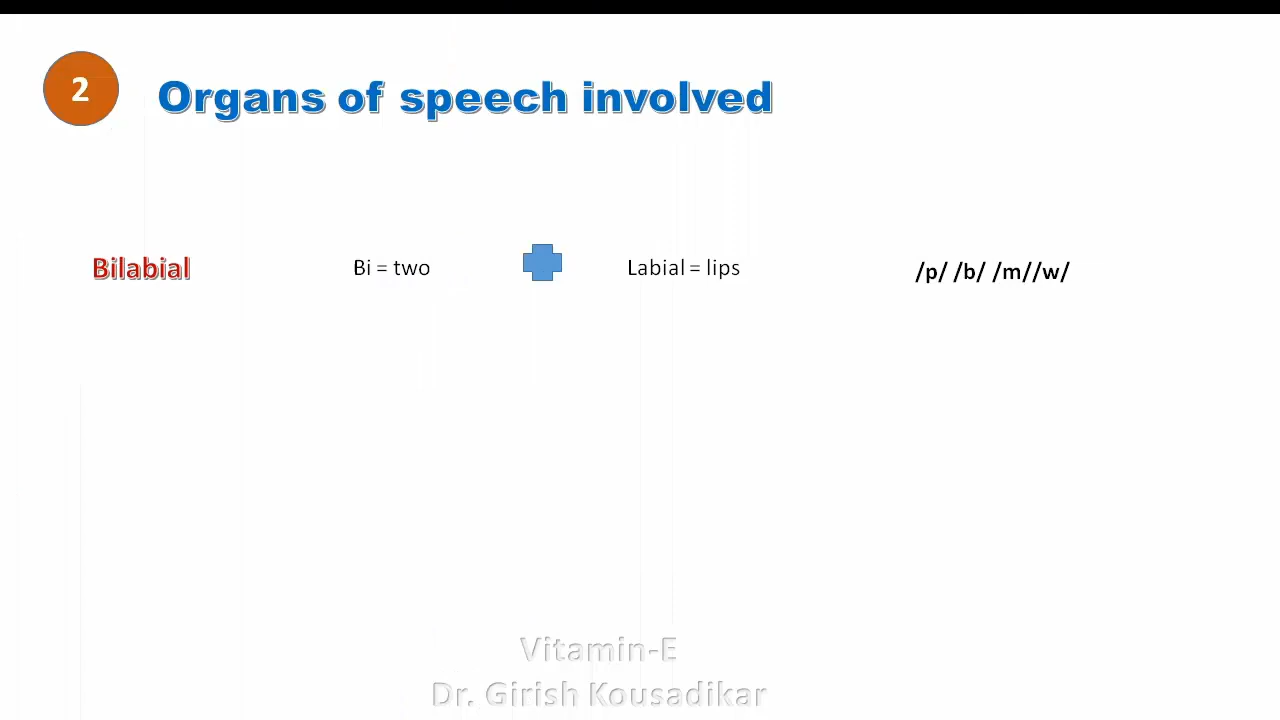 2 Organs of speech involved
Bilabial Bi = two Labial = lips /p/ /b/ /m//w/
Vitamin-E
Dr. Girish Kousadikar